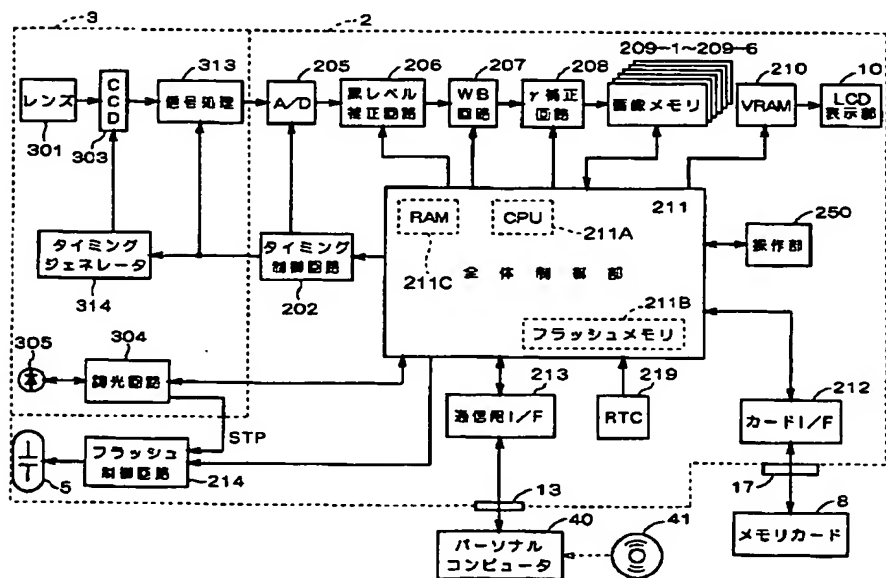 3
2
313
205
206
207
208
209-1~209-6
210
10
レンズ
CCD
信号処理
A/D
黒レベル
補正回路
WB
回路
γ補正
回路
画像メモリ
VRAM
LCD
表示部
301
303
RAM
CPU
211
250
211A
操作部
タイミング
ジェネレータ
タイミング
制御回路
211C
全体制御部
314
202
211B
フラッシュメモリ
305
304
213
219
212
調光回路
通信用I/F
RTC
カードI/F
STP
フラッシュ
制御回路
5
214
17
13
40
41
8
パーソナル
コンピュータ
メモリカード